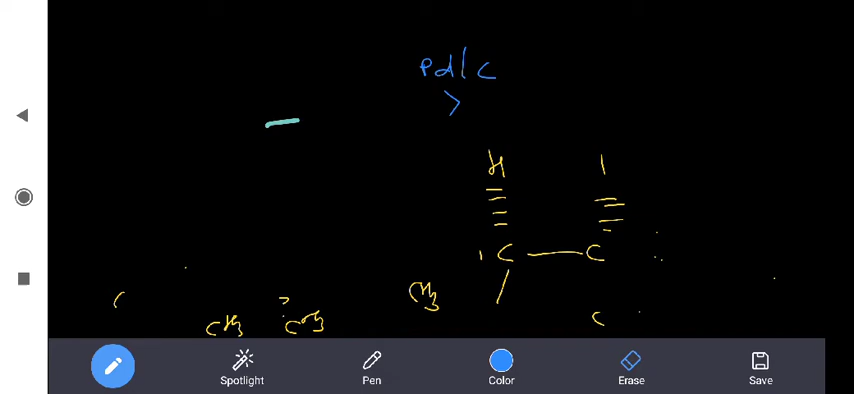 Pd/C
>
H I
C — C
CH3
C CH3 CH3 C
Spotlight Pen Color Erase Save